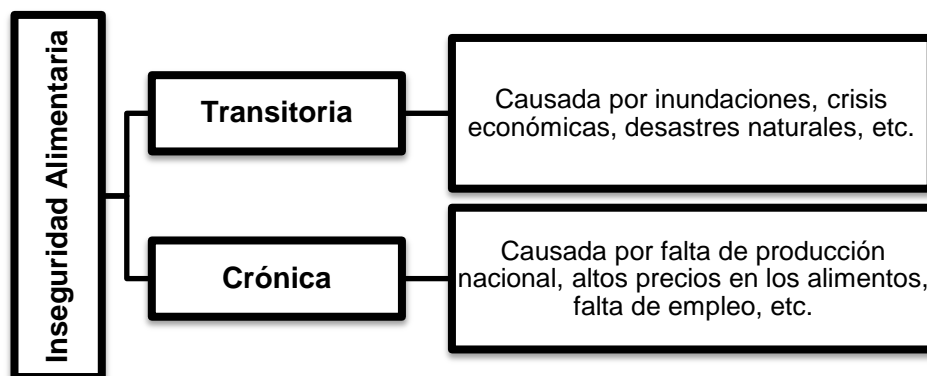 Inseguridad Alimentaria
Transitoria
Causada por inundaciones, crisis
económicas, desastres naturales, etc.
Crónica
Causada por falta de producción
nacional, altos precios en los alimentos,
falta de empleo, etc.